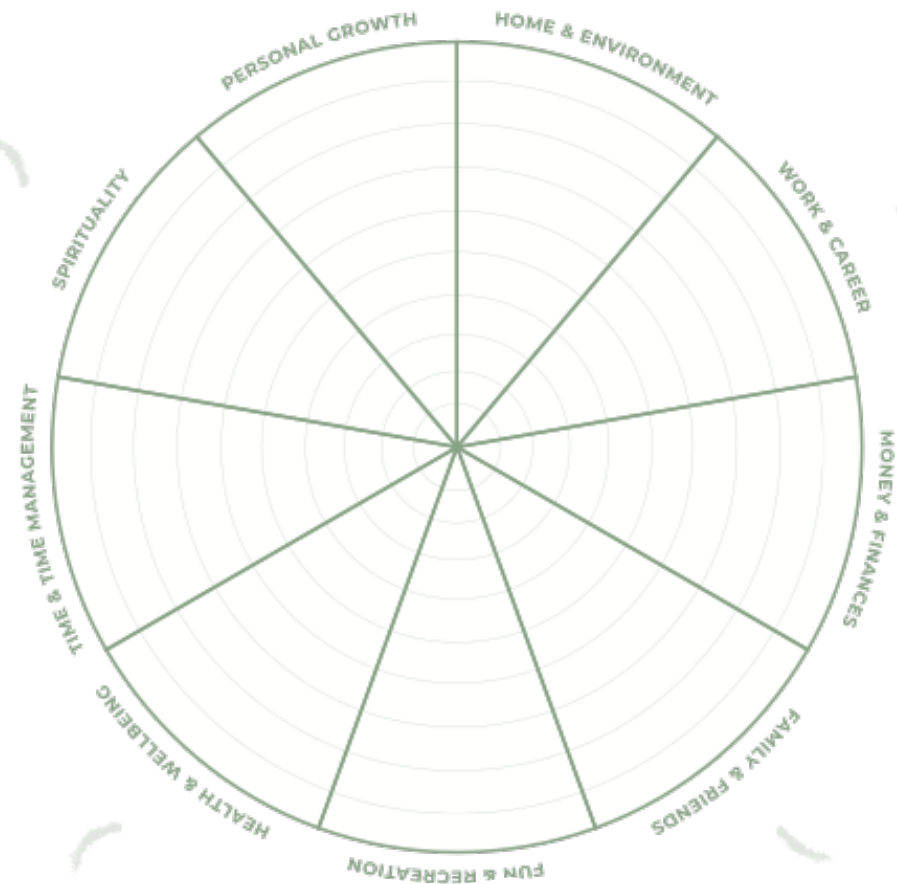 PERSONAL GROWTH
HOME & ENVIRONMENT
WORK & CAREER
MONEY & FINANCES
FAMILY & FRIENDS
FUN & RECREATION
HEALTH & WELLBEING
TIME & TIME MANAGEMENT
SPIRITUALITY